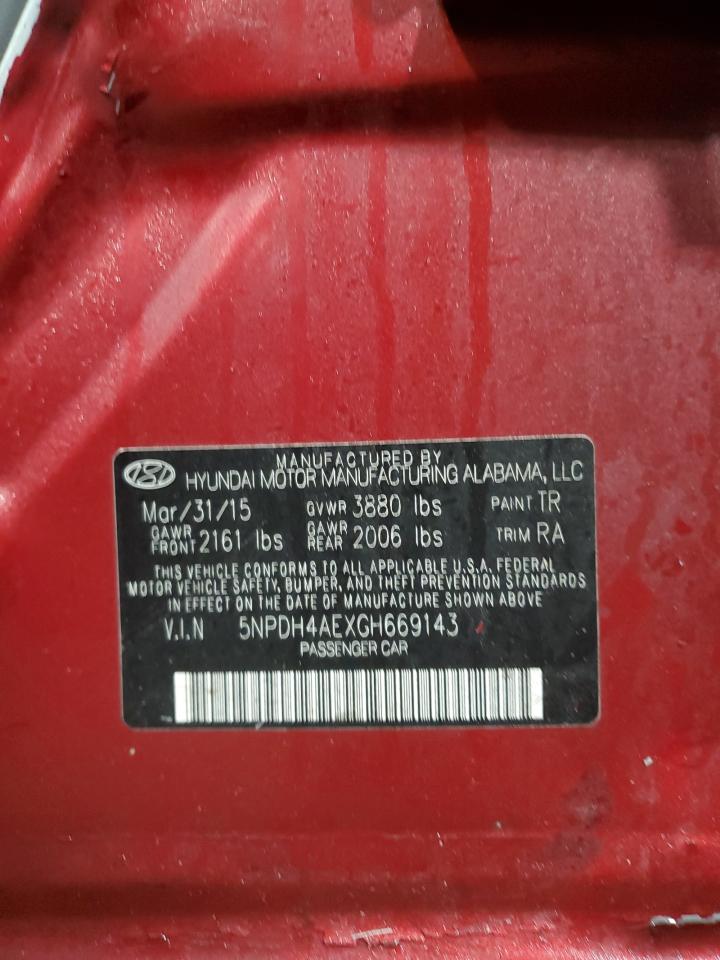 MANUFACTURED BY
HYUNDAI MOTOR MANUFACTURING ALABAMA, LLC
Mar/31/15 GVWR 3880 lbs PAINT TR
GAWR FRONT 2161 lbs GAWR REAR 2006 lbs TRIM RA
THIS VEHICLE CONFORMS TO ALL APPLICABLE U.S.A. FEDERAL
MOTOR VEHICLE SAFETY, BUMPER, AND THEFT PREVENTION STANDARDS
IN EFFECT ON THE DATE OF MANUFACTURE SHOWN ABOVE.
V.I.N 5NPDH4AEXGH669143
PASSENGER CAR